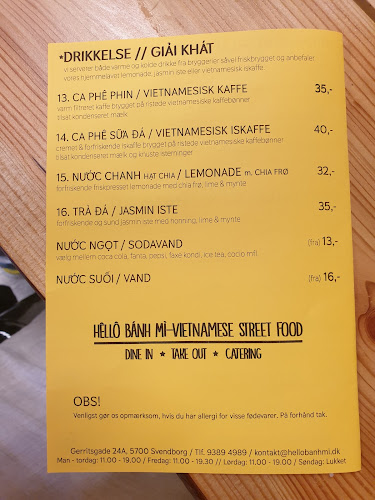 *DRIKKELSE // GIẢI KHÁT
vi serveter både varme og kolde drikke fra bryggerier såvel friskbrygget og anbefaler
vores hjemmelavet lemonade, jasmin iste eller vietnamesisk iskaffe
13. CA PHÊ PHIN / VIETNAMESISK KAFFE 35,-
varm filtreret kaffe brygget på ristede vietnamesiske kaffebønner
tilsat kondenseret mælk
14. CA PHÊ SỮA ĐÁ / VIETNAMESISK ISKAFFE 40,-
cremet & forfriskende iskaffe brygget på ristede vietnamesiske kaffebønner
tilsat kondenseret mælk og knuste isterninger
15. NƯỚC CHANH HẠT CHIA / LEMONADE m. CHIA FRØ 32,-
forfriskende friskpresset lemonade med chia frø, lime & mynte
16. TRÀ ĐÁ / JASMIN ISTE 35,-
forfriskende og sund jasmin iste med honning, lime & mynte
NƯỚC NGỌT / SODAVAND (fra) 13,-
vælg mellem coca cola, fanta, pepsi, faxe kondi, ice tea, cocio mfl.
NƯỚC SUỐI / VAND (fra) 16,-
HÊLLÔ BÁNH MÌ-VIETNAMESE STREET FOOD
DINE IN * TAKE OUT * CATERING
OBS!
Venligst gør os opmærksom, hvis du har allergi for visse fødevarer. På forhånd tak.
Gerritsgade 24A, 5700 Svendborg / Tlf. 9389 4989 / kontakt@hellobanhmi.dk
Man - torsdag: 11.00 - 19.00 / Fredag: 11.00 - 19.30 // Lørdag: 11.00 - 19.00 / Søndag: Lukket